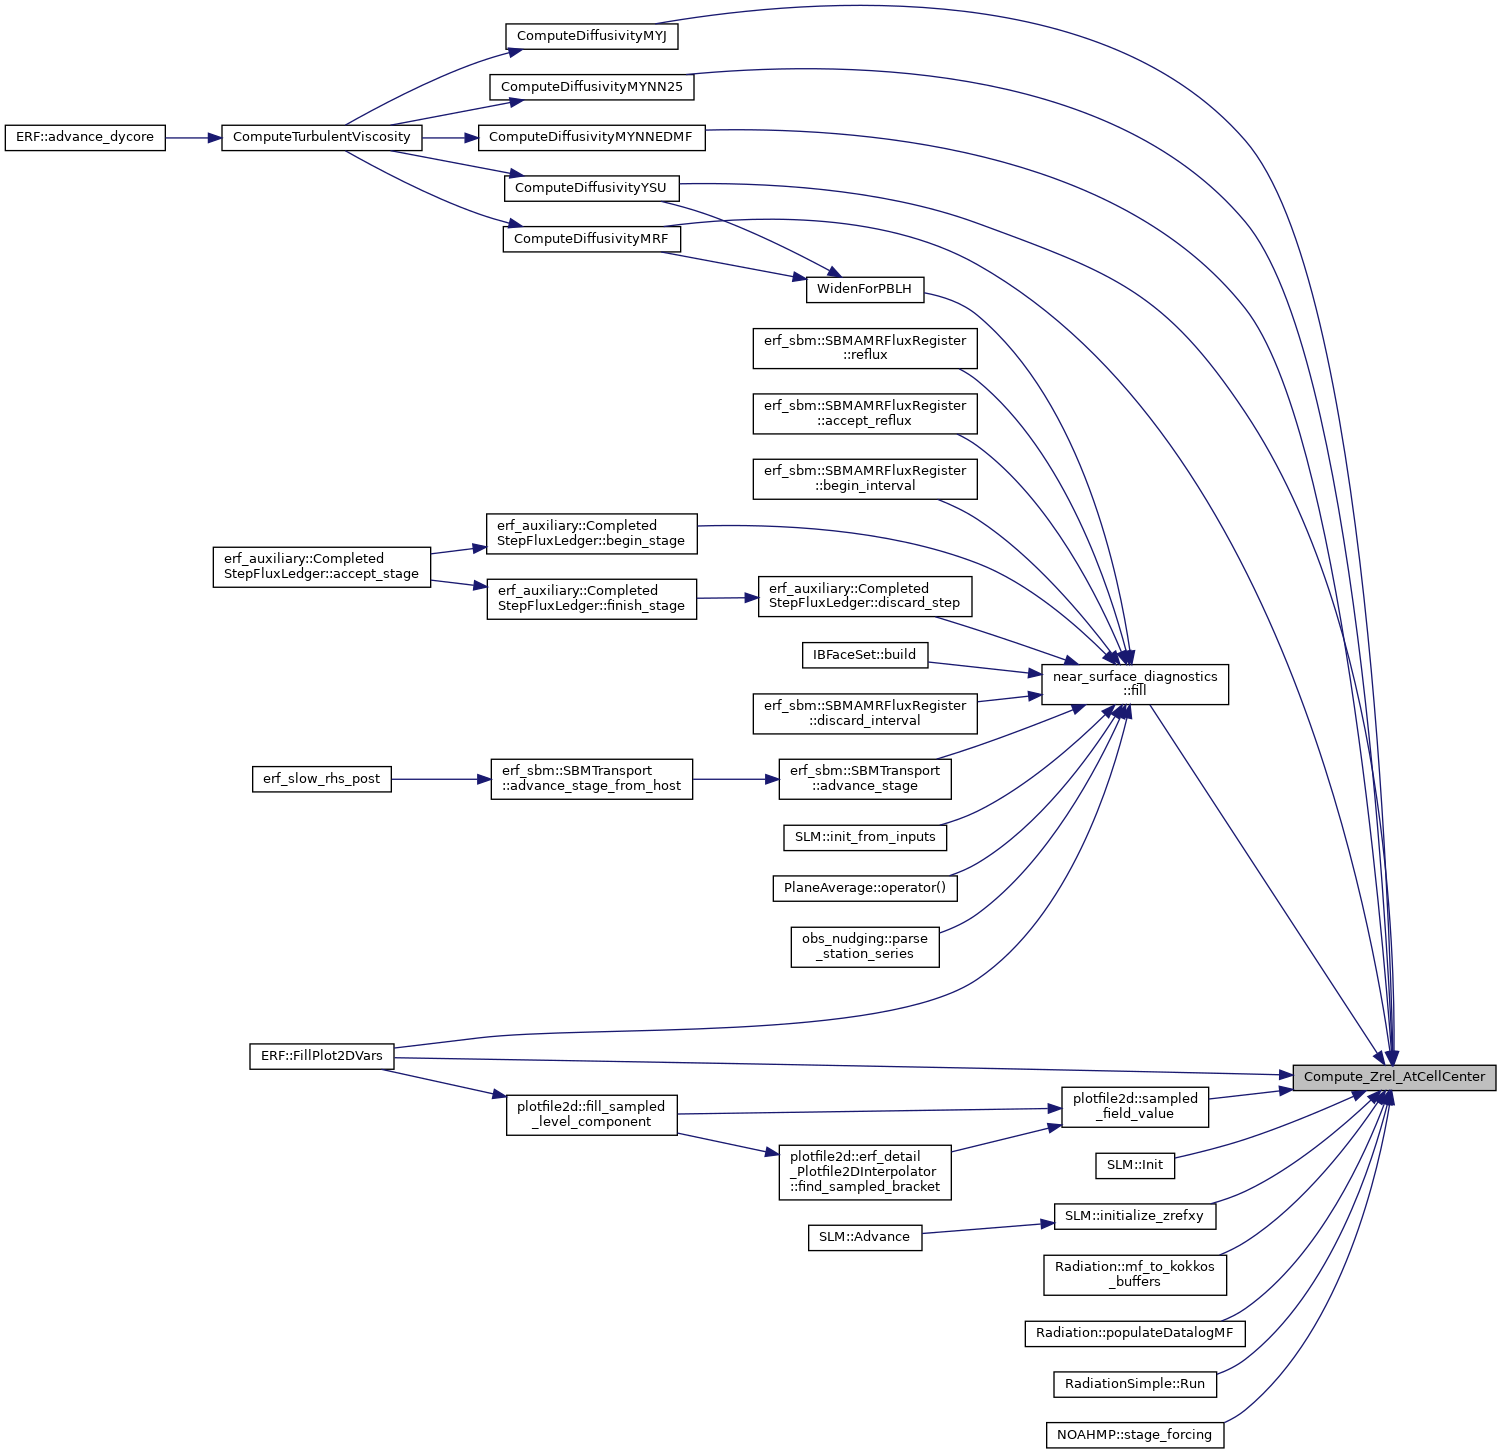 ComputeDiffusivityMYJ
ComputeDiffusivityMYNN25
ERF::advance_dycore
ComputeTurbulentViscosity
ComputeDiffusivityMYNNEDMF
ComputeDiffusivityYSU
ComputeDiffusivityMRF
WidenForPBLH
erf_sbm::SBMAMRFluxRegister
::reflux
erf_sbm::SBMAMRFluxRegister
::accept_reflux
erf_sbm::SBMAMRFluxRegister
::begin_interval
erf_auxiliary::Completed
StepFluxLedger::begin_stage
erf_auxiliary::Completed
StepFluxLedger::accept_stage
erf_auxiliary::Completed
StepFluxLedger::finish_stage
erf_auxiliary::Completed
StepFluxLedger::discard_step
IBFaceSet::build
near_surface_diagnostics
::fill
erf_sbm::SBMAMRFluxRegister
::discard_interval
erf_slow_rhs_post
erf_sbm::SBMTransport
::advance_stage_from_host
erf_sbm::SBMTransport
::advance_stage
SLM::init_from_inputs
PlaneAverage::operator()
obs_nudging::parse
_station_series
ERF::FillPlot2DVars
Compute_Zrel_AtCellCenter
plotfile2d::fill_sampled
_level_component
plotfile2d::sampled
_field_value
plotfile2d::erf_detail
_Plotfile2DInterpolator
::find_sampled_bracket
SLM::Init
SLM::initialize_zrefxy
SLM::Advance
Radiation::mf_to_kokkos
_buffers
Radiation::populateDatalogMF
RadiationSimple::Run
NOAHMP::stage_forcing